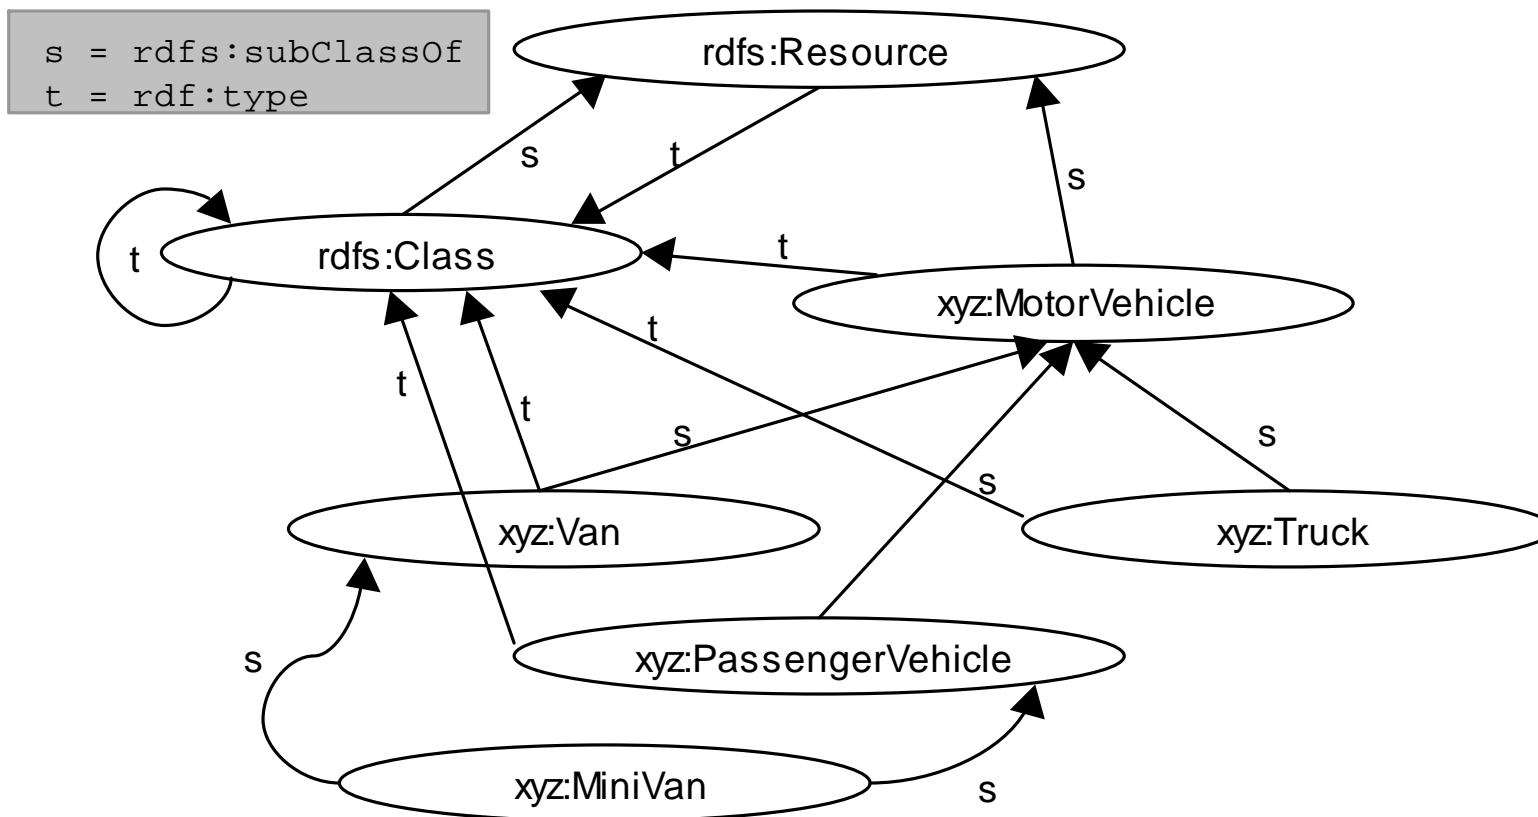 s = rdfs:subClassOf
t = rdf:type
rdfs:Resource
s
t
s
t
rdfs:Class
t
xyz:MotorVehicle
t
t
t
s
s
s
xyz:Van
xyz:Truck
s
xyz:PassengerVehicle
xyz:MiniVan
s